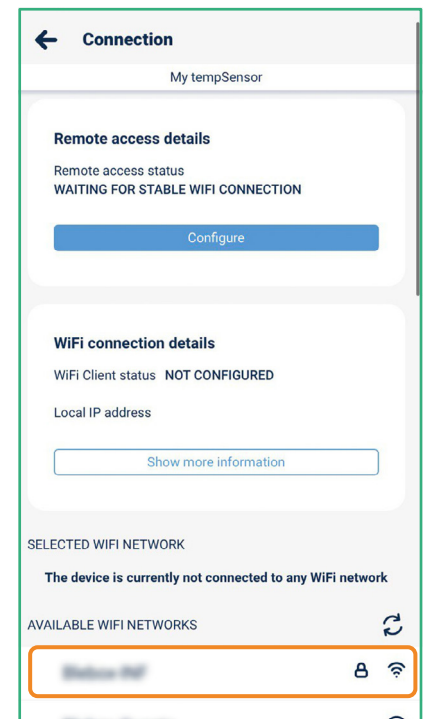 Connection
My tempSensor
Remote access details
Remote access status
WAITING FOR STABLE WIFI CONNECTION
Configure
WiFi connection details
WiFi Client status NOT CONFIGURED
Local IP address
Show more information
SELECTED WIFI NETWORK
The device is currently not connected to any WiFi network
AVAILABLE WIFI NETWORKS